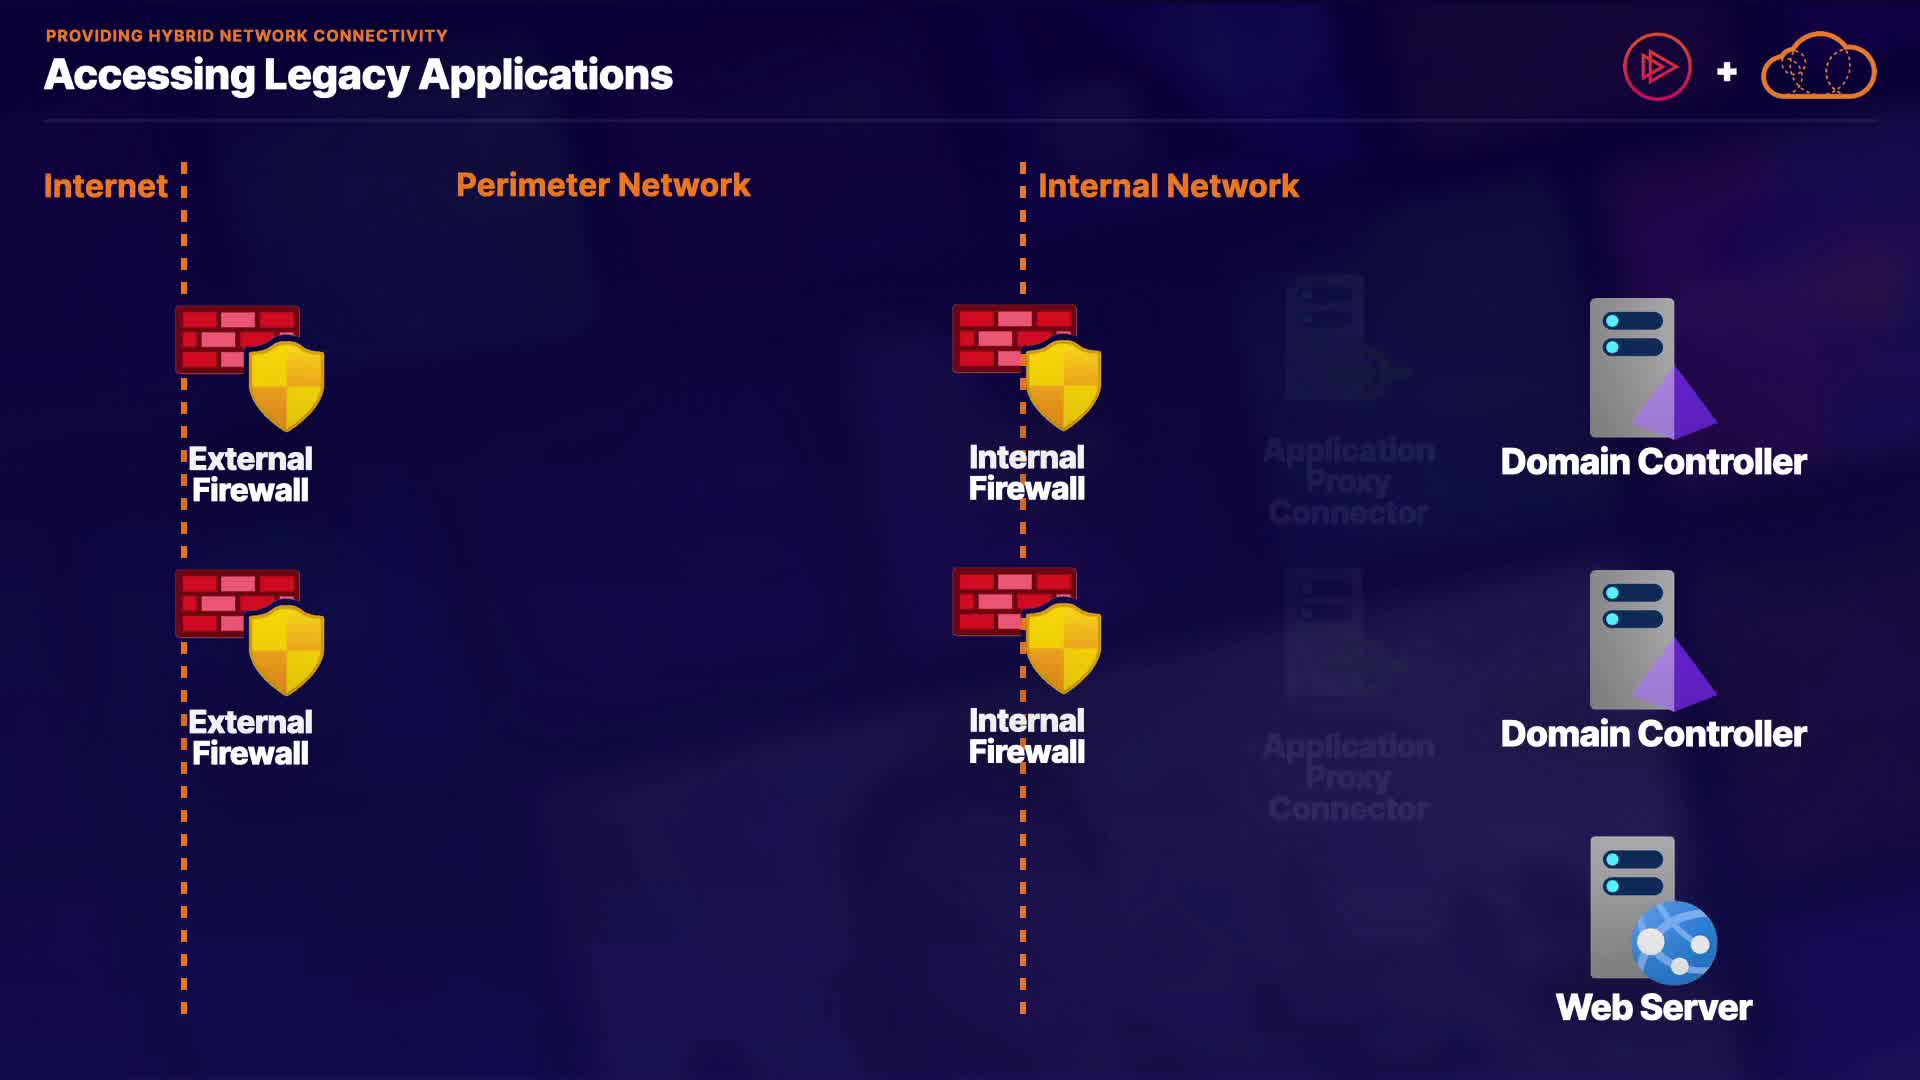 PROVIDING HYBRID NETWORK CONNECTIVITY
Accessing Legacy Applications
Internet
Perimeter Network
Internal Network
External
Firewall
Internal
Firewall
Application
Proxy
Connector
Domain Controller
External
Firewall
Internal
Firewall
Application
Proxy
Connector
Domain Controller
Web Server